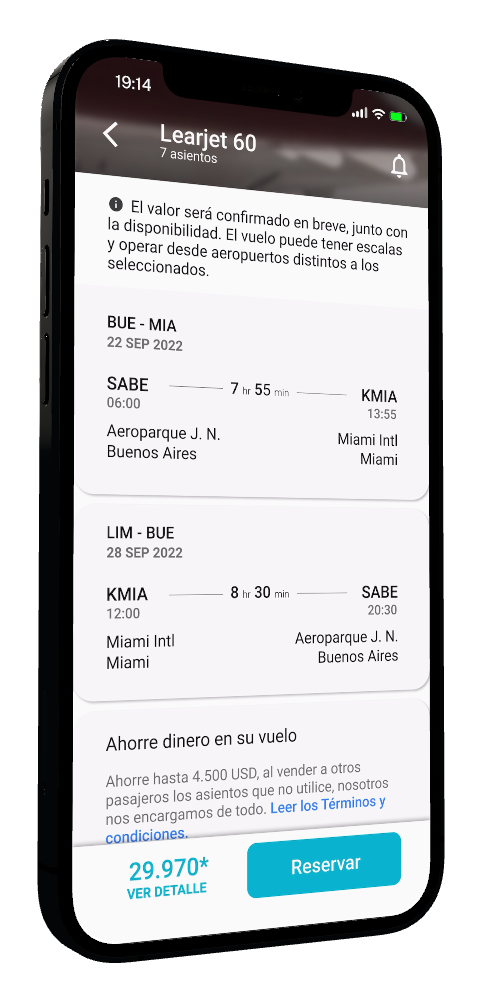 19:14
Learjet 60
7 asientos
El valor será confirmado en breve, junto con
la disponibilidad. El vuelo puede tener escalas
y operar desde aeropuertos distintos a los
seleccionados.
BUE - MIA
22 SEP 2022
SABE 7 hr 55 min KMIA
06:00 13:55
Aeroparque J. N. Miami Intl
Buenos Aires Miami
LIM - BUE
28 SEP 2022
KMIA 8 hr 30 min SABE
12:00 20:30
Miami Intl Aeroparque J. N.
Miami Buenos Aires
Ahorre dinero en su vuelo
Ahorre hasta 4.500 USD, al vender a otros
pasajeros los asientos que no utilice, nosotros
nos encargamos de todo. Leer los Términos y
condiciones.
29.970* Reservar
VER DETALLE